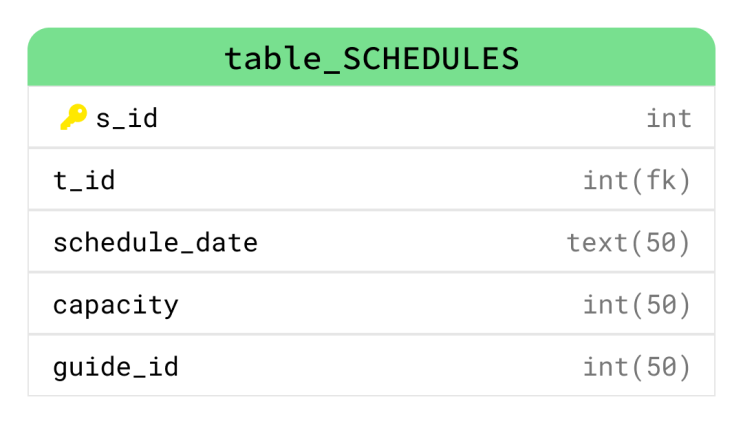 table_SCHEDULES
s_id int
t_id int(fk)
schedule_date text(50)
capacity int(50)
guide_id int(50)